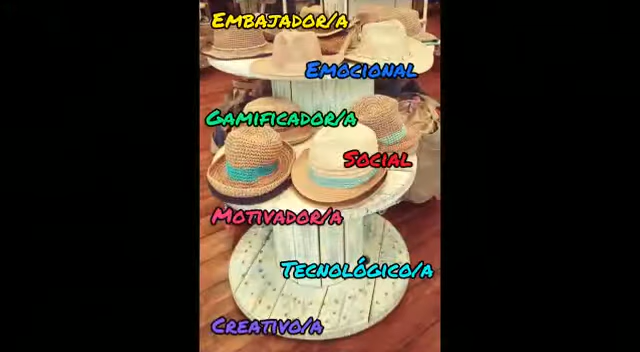 Embajador/a
Emocional
Gamificador/a
Social
Motivador/a
Tecnológico/a
Creativo/a